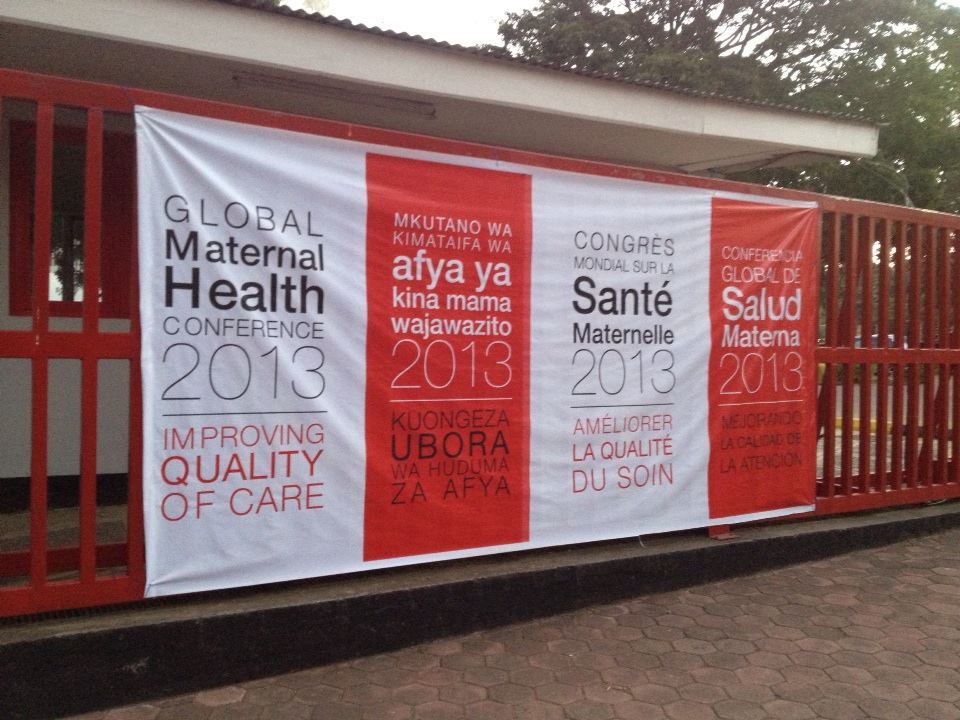 GLOBAL
Maternal
Health
CONFERENCE
2013
IMPROVING
QUALITY
OF CARE
MKUTANO WA
KIMATAIFA WA
afya ya
kina mama
wajawazito
2013
KUONGEZA
UBORA
WA HUDUMA
ZA AFYA
CONGRÈS
MONDIAL SUR LA
Santé
Maternelle
2013
AMÉLIORER
LA QUALITÉ
DU SOIN
CONFERENCIA
GLOBAL DE
Salud
Materna
2013
MEJORANDO
LA CALIDAD DE
LA ATENCIÓN